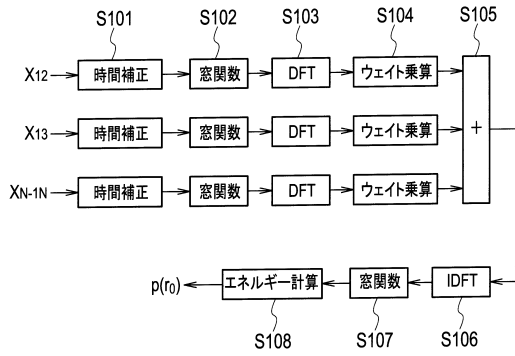 S101 S102 S103 S104 S105
X12 時間補正 窓関数 DFT ウェイト乗算
X13 時間補正 窓関数 DFT ウェイト乗算 +
XN-1N 時間補正 窓関数 DFT ウェイト乗算
p(r0) エネルギー計算 窓関数 IDFT
S108 S107 S106